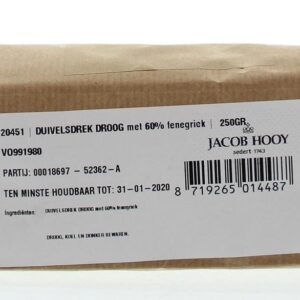 20451 | DUIVELSDREK DROOG met 60% fenegriek | 250GR
VO991980
JACOB HOOY
sedert 1743
PARTIJ: 00018697 - 52362-A
TEN MINSTE HOUDBAAR TOT: 31-01-2020
8 719265 014487
Ingrediënten: DUIVELSDREK DROOG met 60% fenegriek
DROOG, KOEL EN DONKER BEWAREN.